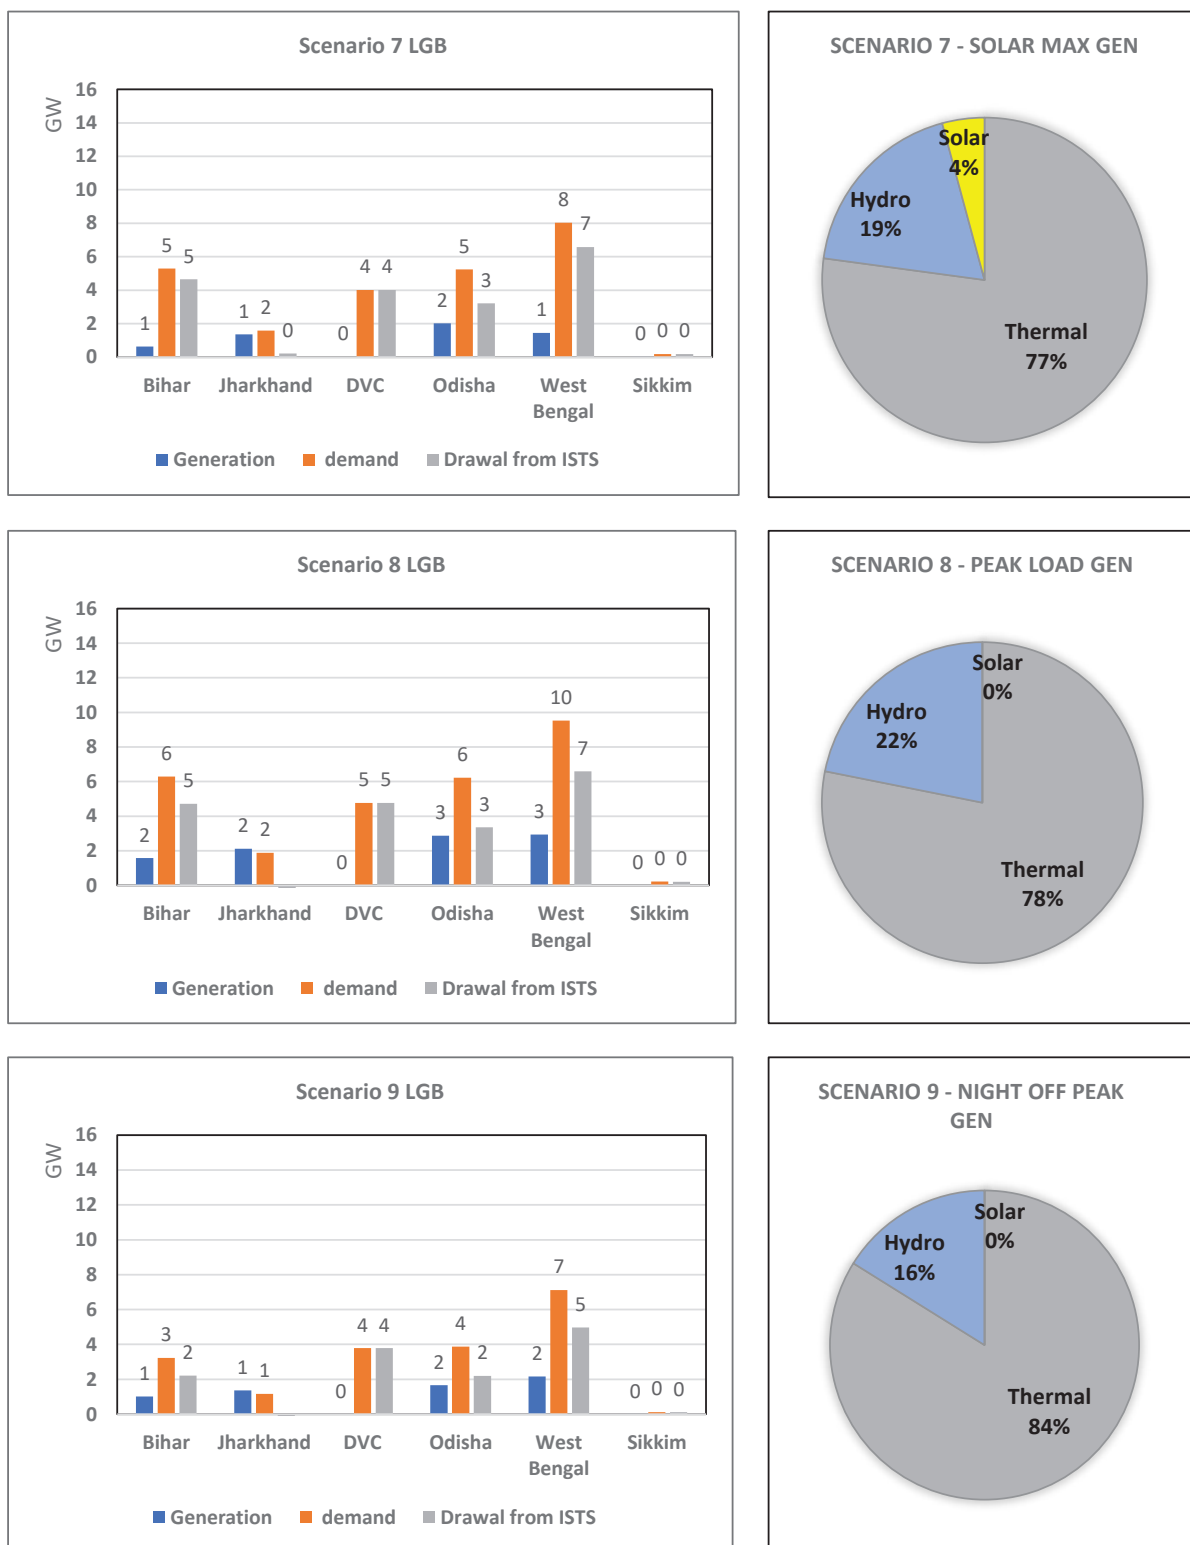 Scenario 7 LGB
GW
16
14
12
10
8
6
4
2
0
1 5 5
1 2 0
0 4 4
2 5 3
1 8 7
0 0 0
Bihar Jharkhand DVC Odisha West Bengal Sikkim
Generation demand Drawal from ISTS
SCENARIO 7 - SOLAR MAX GEN
Solar
4%
Hydro
19%
Thermal
77%
Scenario 8 LGB
GW
16
14
12
10
8
6
4
2
0
2 6 5
2 2
0 5 5
3 6 3
3 10 7
0 0 0
Bihar Jharkhand DVC Odisha West Bengal Sikkim
Generation demand Drawal from ISTS
SCENARIO 8 - PEAK LOAD GEN
Solar
0%
Hydro
22%
Thermal
78%
Scenario 9 LGB
GW
16
14
12
10
8
6
4
2
0
1 3 2
1 1
0 4 4
2 4 2
2 7 5
0 0 0
Bihar Jharkhand DVC Odisha West Bengal Sikkim
Generation demand Drawal from ISTS
SCENARIO 9 - NIGHT OFF PEAK
GEN
Solar
0%
Hydro
16%
Thermal
84%